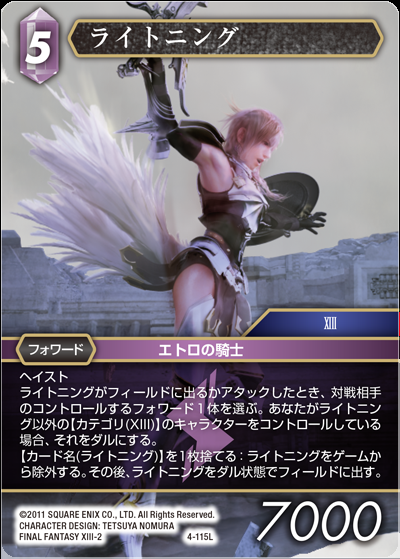 5
ライトニング
XIII
フォワード
エトロの騎士
ヘイスト
ライトニングがフィールドに出るかアタックしたとき、対戦相手
のコントロールするフォワード1体を選ぶ。あなたがライトニン
グ以外の【カテゴリ(XIII)】のキャラクターをコントロールしている
場合、それをダルにする。
【カード名(ライトニング)】を1枚捨てる：ライトニングをゲームか
ら除外する。その後、ライトニングをダル状態でフィールドに出す。
©2011 SQUARE ENIX CO., LTD. All Rights Reserved.
CHARACTER DESIGN: TETSUYA NOMURA
FINAL FANTASY XIII-2
4-115L
7000